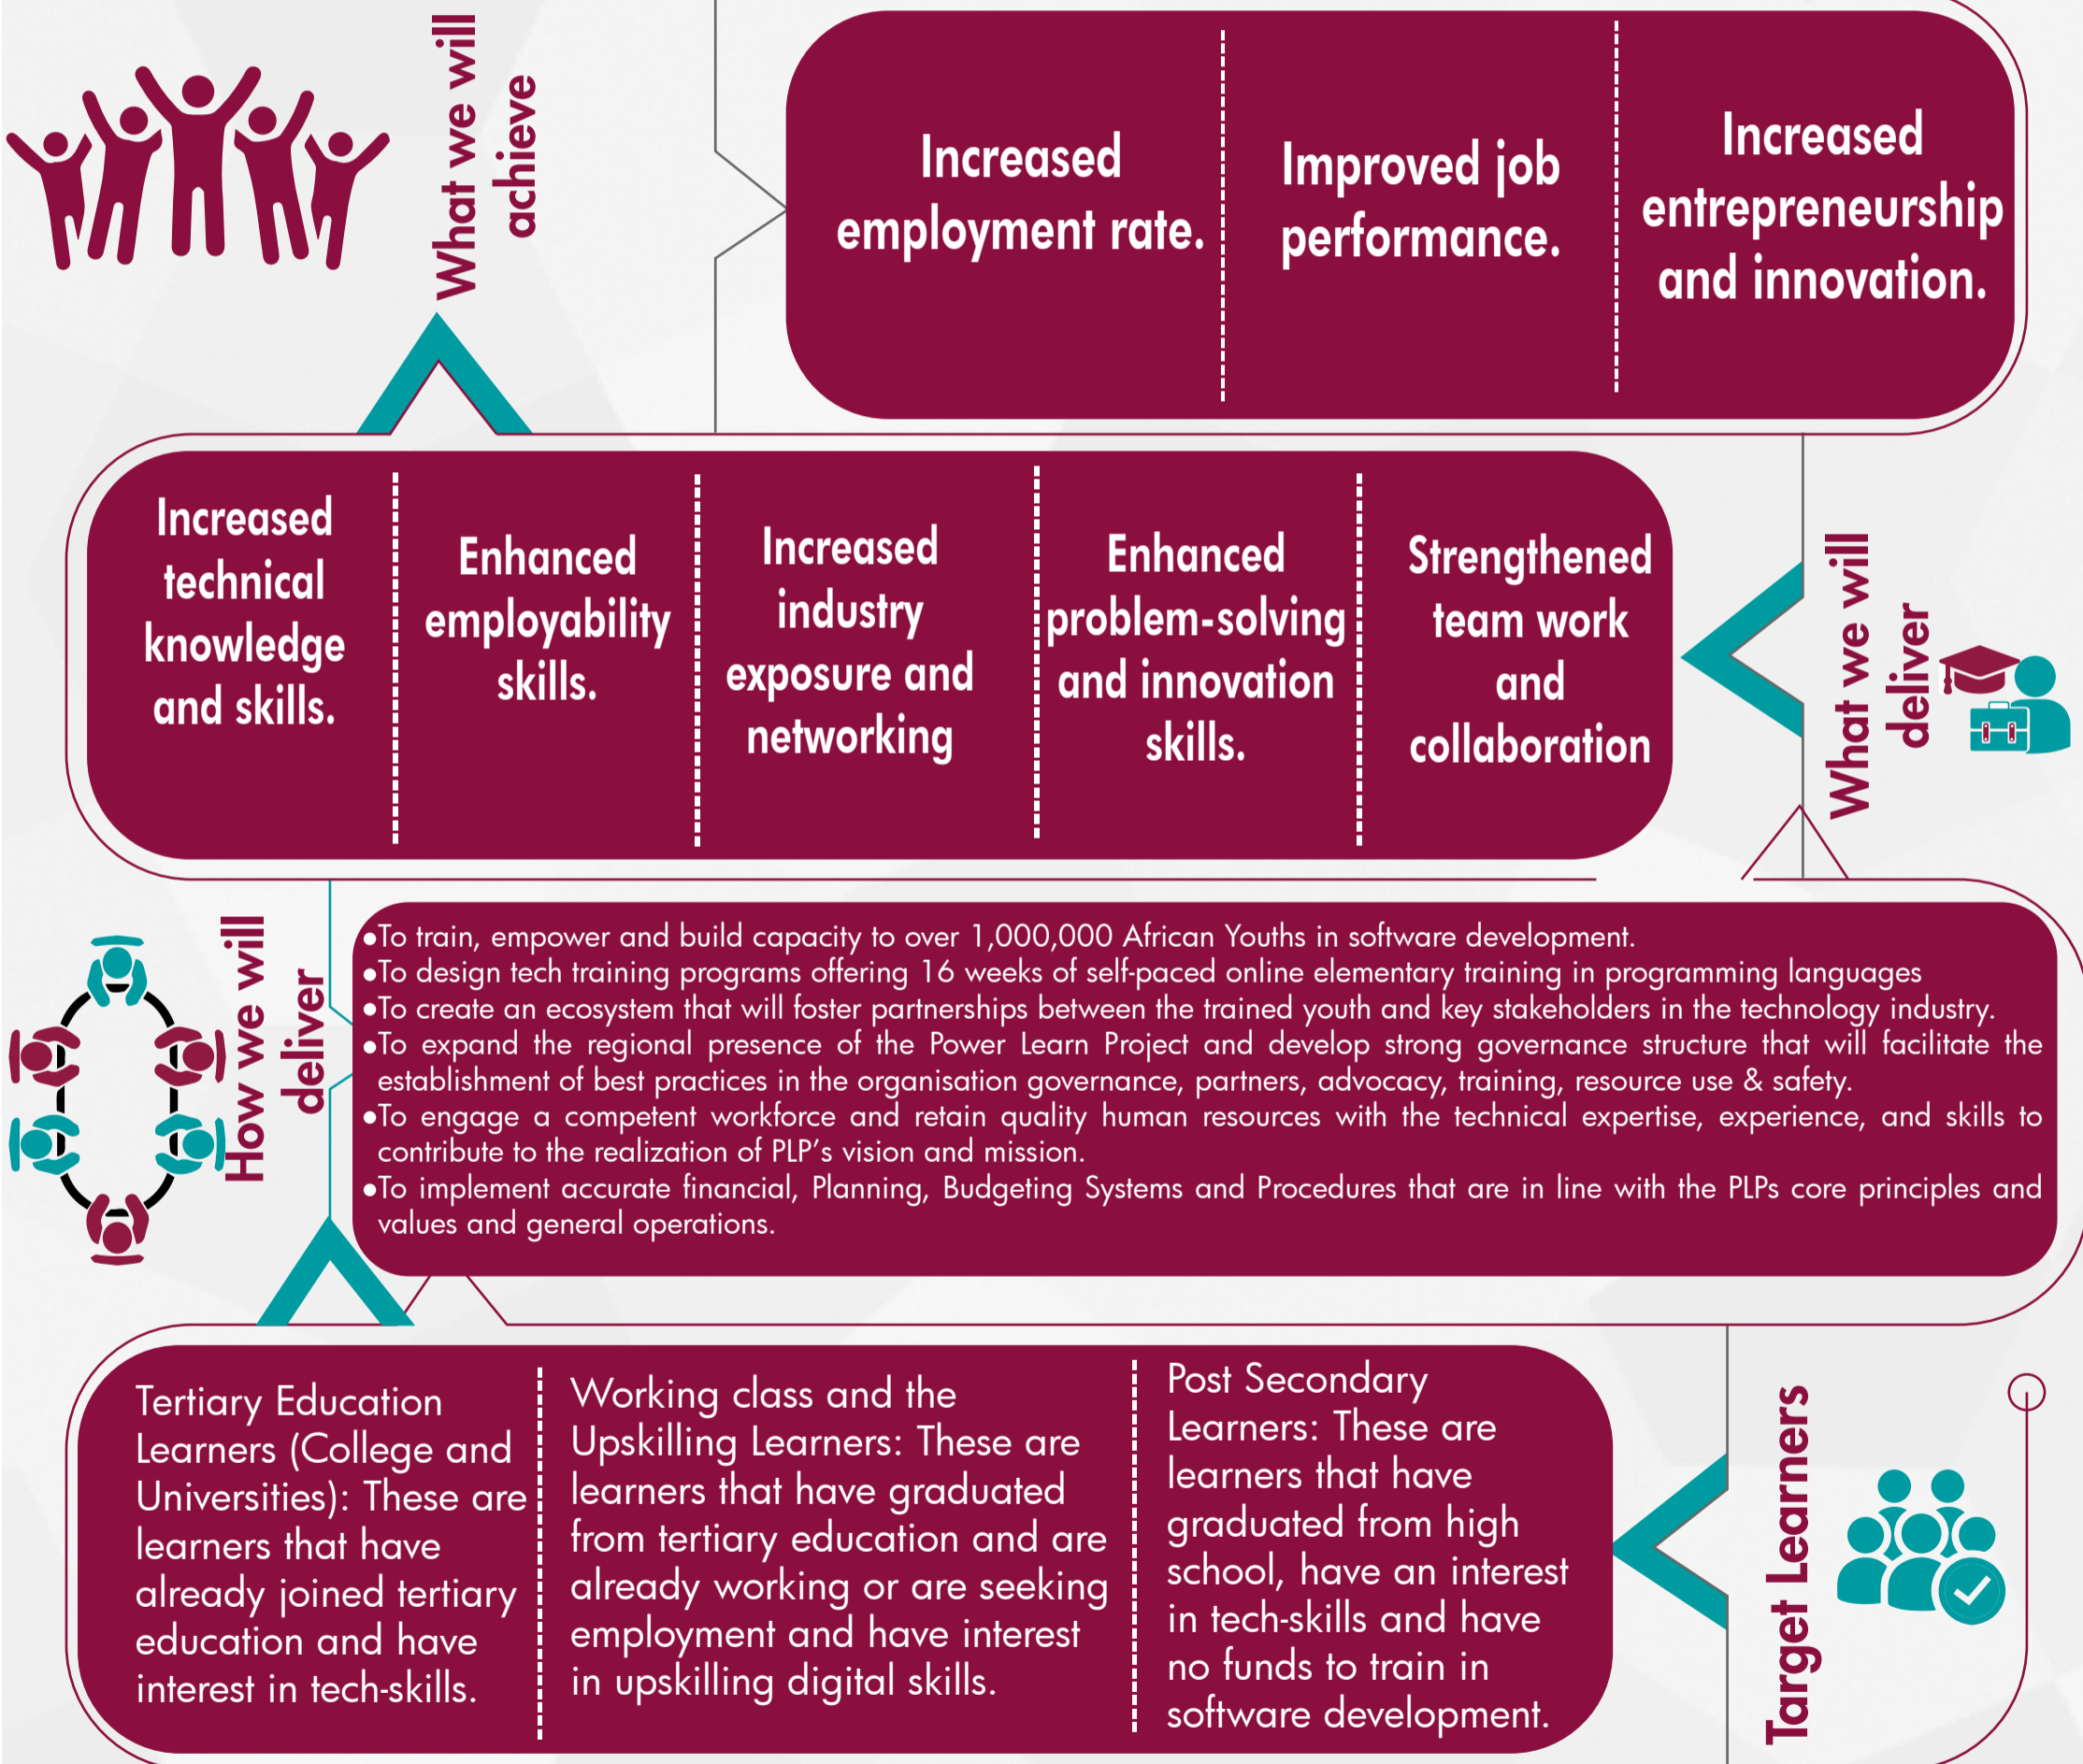 What we will
achieve
Increased
employment rate.
Improved job
performance.
Increased
entrepreneurship
and innovation.
Increased
technical
knowledge
and skills.
Enhanced
employability
skills.
Increased
industry
exposure and
networking
Enhanced
problem-solving
and innovation
skills.
Strengthened
team work
and
collaboration
What we will
deliver
How we will
deliver
•To train, empower and build capacity to over 1,000,000 African Youths in software development.
•To design tech training programs offering 16 weeks of self-paced online elementary training in programming languages
•To create an ecosystem that will foster partnerships between the trained youth and key stakeholders in the technology industry.
•To expand the regional presence of the Power Learn Project and develop strong governance structure that will facilitate the
establishment of best practices in the organisation governance, partners, advocacy, training, resource use & safety.
•To engage a competent workforce and retain quality human resources with the technical expertise, experience, and skills to
contribute to the realization of PLP’s vision and mission.
•To implement accurate financial, Planning, Budgeting Systems and Procedures that are in line with the PLPs core principles and
values and general operations.
Tertiary Education
Learners (College and
Universities): These are
learners that have
already joined tertiary
education and have
interest in tech-skills.
Working class and the
Upskilling Learners: These are
learners that have graduated
from tertiary education and are
already working or are seeking
employment and have interest
in upskilling digital skills.
Post Secondary
Learners: These are
learners that have
graduated from high
school, have an interest
in tech-skills and have
no funds to train in
software development.
Target Learners